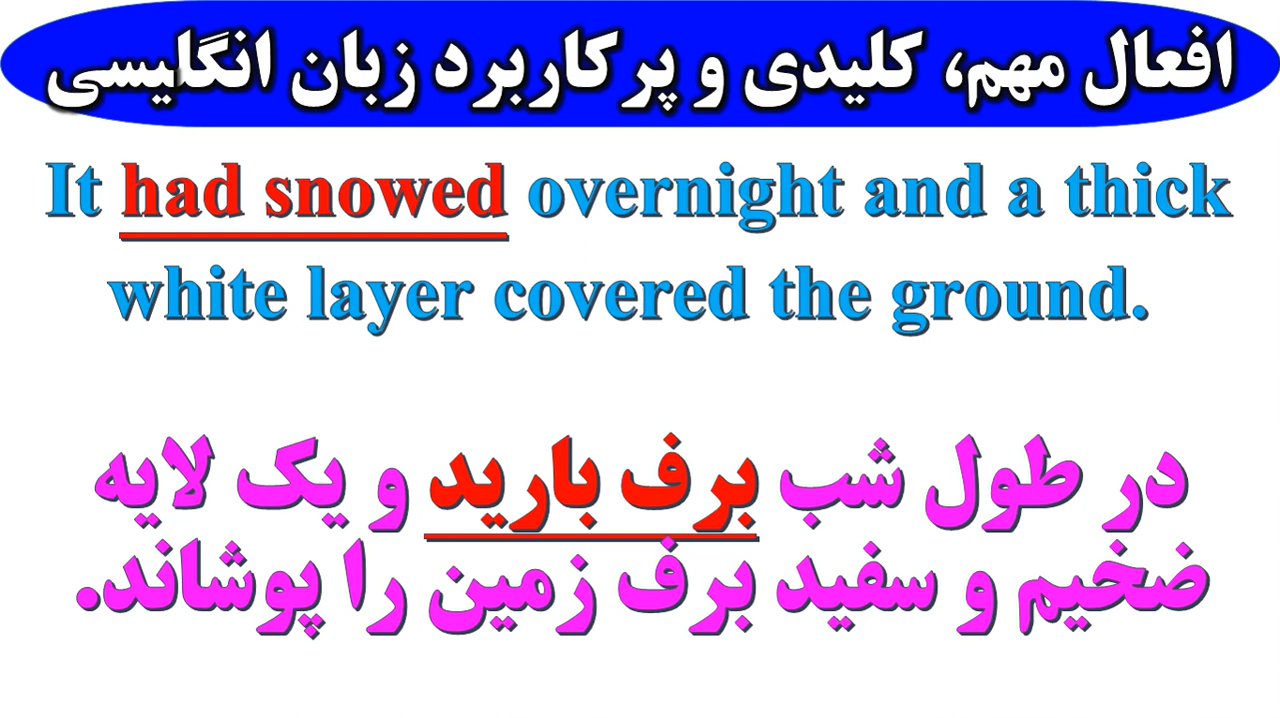 افعال مهم، کلیدی و پرکاربرد زبان انگلیسی
It had snowed overnight and a thick
white layer covered the ground.
در طول شب برف بارید و یک لایه
ضخیم و سفید برف زمین را پوشاند.